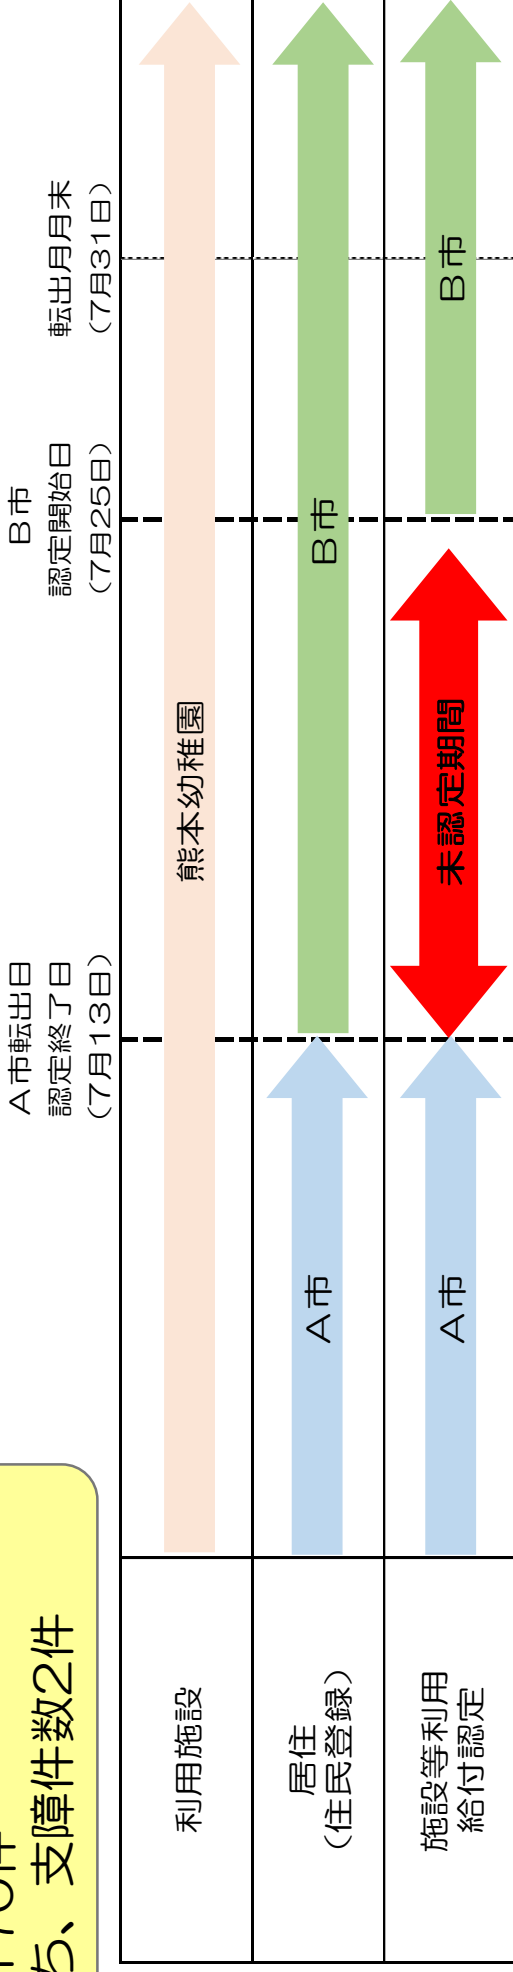 ち、支障件数2件
A市転出日
認定終了日
（7月13日）
B市
認定開始日
（7月25日）
転出月月末
（7月31日）
利用施設
熊本幼稚園
居住
（住民登録）
A市
B市
施設等利用
給付認定
A市
未認定期間
B市